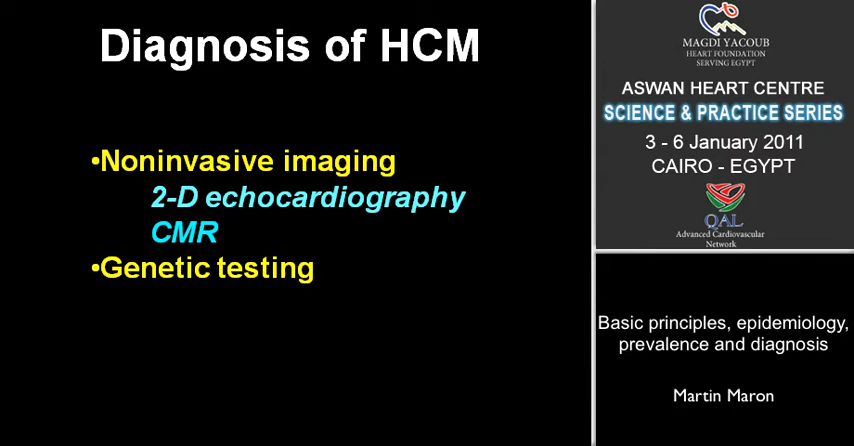 Diagnosis of HCM
•Noninvasive imaging
2-D echocardiography
CMR
•Genetic testing
MAGDI YACOUB
HEART FOUNDATION
SERVING EGYPT
ASWAN HEART CENTRE
SCIENCE & PRACTICE SERIES
3 - 6 January 2011
CAIRO - EGYPT
QAL
Advanced Cardiovascular
Network
Basic principles, epidemiology,
prevalence and diagnosis
Martin Maron